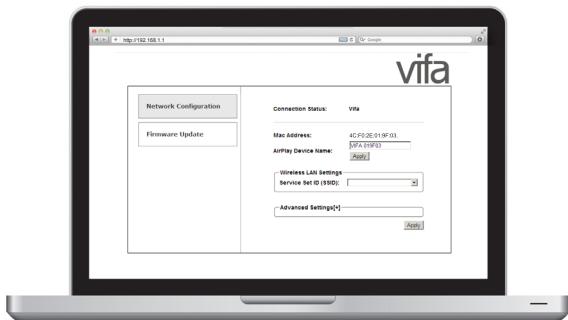 http://192.168.1.1
Google
vifa
Network Configuration
Firmware Update
Connection Status: Vifa
Mac Address: 4C:F0:2E:01:9F:03.
AirPlay Device Name: VIFA-019F03
Apply
Wireless LAN Settings
Service Set ID (SSID):
Advanced Settings[+]
Apply